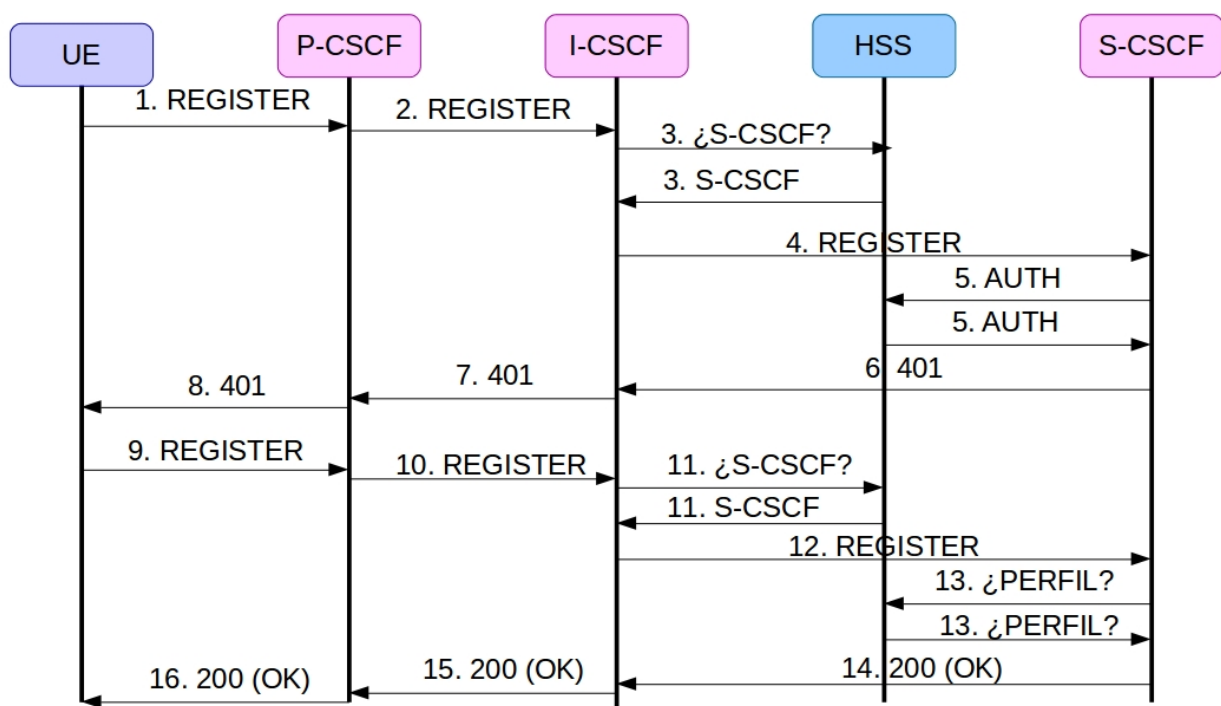 UE
P-CSCF
I-CSCF
HSS
S-CSCF
1. REGISTER
2. REGISTER
3. ¿S-CSCF?
3. S-CSCF
4. REGISTER
5. AUTH
5. AUTH
6. 401
7. 401
8. 401
9. REGISTER
10. REGISTER
11. ¿S-CSCF?
11. S-CSCF
12. REGISTER
13. ¿PERFIL?
13. ¿PERFIL?
14. 200 (OK)
15. 200 (OK)
16. 200 (OK)